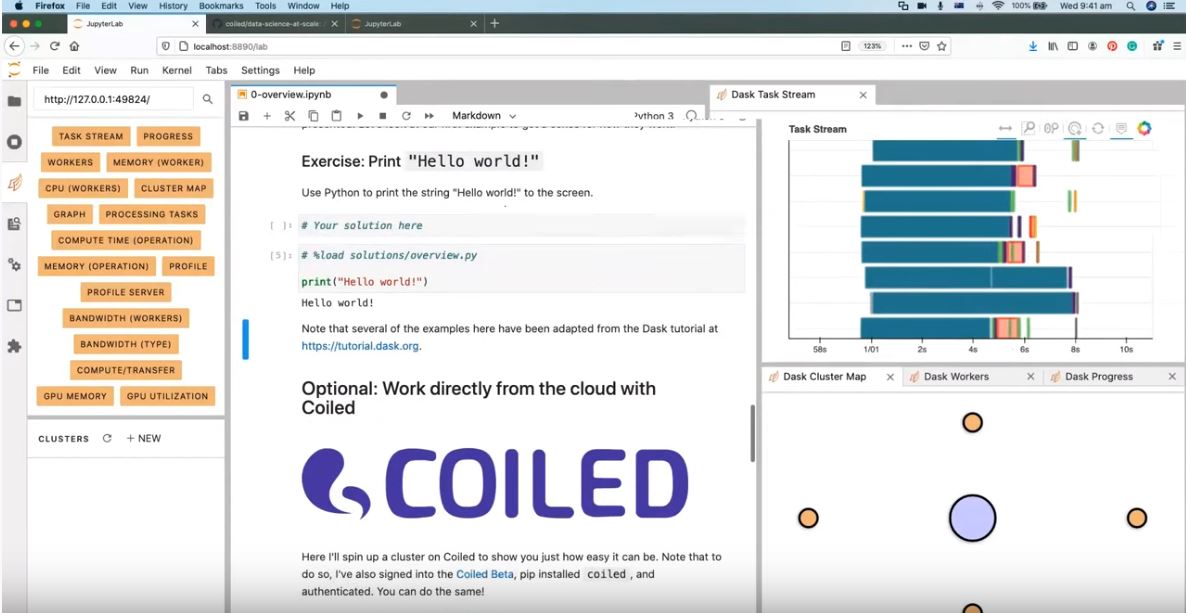 Firefox File Edit View History Bookmarks Tools Window Help
100% Wed 9:41 am
JupyterLab
coiled/data-science-at-scale:
JupyterLab
localhost:8890/lab
123%
File Edit View Run Kernel Tabs Settings Help
http://127.0.0.1:49824/
TASK STREAM PROGRESS
WORKERS MEMORY (WORKER)
CPU (WORKERS) CLUSTER MAP
GRAPH PROCESSING TASKS
COMPUTE TIME (OPERATION)
MEMORY (OPERATION) PROFILE
PROFILE SERVER
BANDWIDTH (WORKERS)
BANDWIDTH (TYPE)
COMPUTE/TRANSFER
GPU MEMORY GPU UTILIZATION
CLUSTERS + NEW
0-overview.ipynb
Markdown
Python 3
Exercise: Print "Hello world!"
Use Python to print the string "Hello world!" to the screen.
[ ]: # Your solution here
[5]: # %load solutions/overview.py
print("Hello world!")
Hello world!
Note that several of the examples here have been adapted from the Dask tutorial at
https://tutorial.dask.org.
Optional: Work directly from the cloud with
Coiled
COILED
Here I'll spin up a cluster on Coiled to show you just how easy it can be. Note that to
do so, I've also signed into the Coiled Beta, pip installed coiled , and
authenticated. You can do the same!
Dask Task Stream
Task Stream
58s 1/01 2s 4s 6s 8s 10s
Dask Cluster Map
Dask Workers
Dask Progress